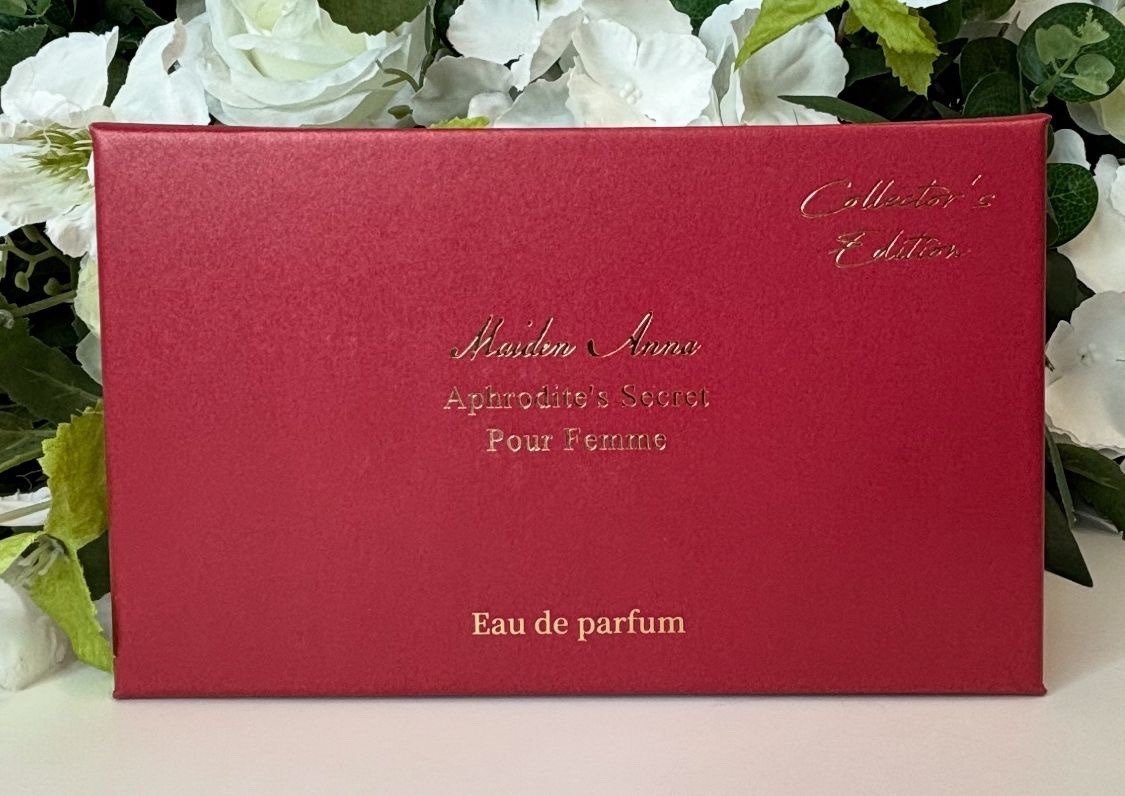 Collector's
Edition
Maiden Anna
Aphrodite's Secret
Pour Femme
Eau de parfum